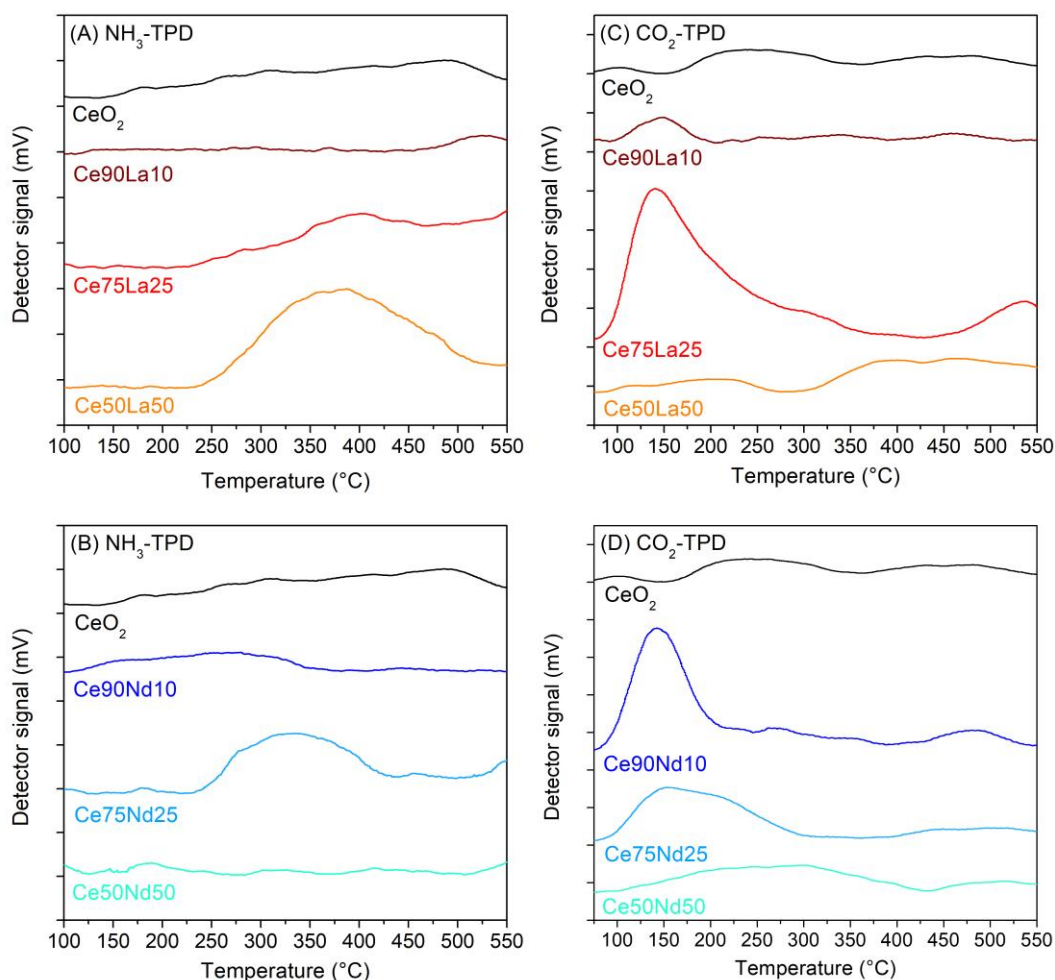 (A) NH₃-TPD
CeO₂
Ce90La10
Ce75La25
Ce50La50
Detector signal (mV)
100 150 200 250 300 350 400 450 500 550
Temperature (°C)
(C) CO₂-TPD
CeO₂
Ce90La10
Ce75La25
Ce50La50
Detector signal (mV)
100 150 200 250 300 350 400 450 500 550
Temperature (°C)
(B) NH₃-TPD
CeO₂
Ce90Nd10
Ce75Nd25
Ce50Nd50
Detector signal (mV)
100 150 200 250 300 350 400 450 500 550
Temperature (°C)
(D) CO₂-TPD
CeO₂
Ce90Nd10
Ce75Nd25
Ce50Nd50
Detector signal (mV)
100 150 200 250 300 350 400 450 500 550
Temperature (°C)